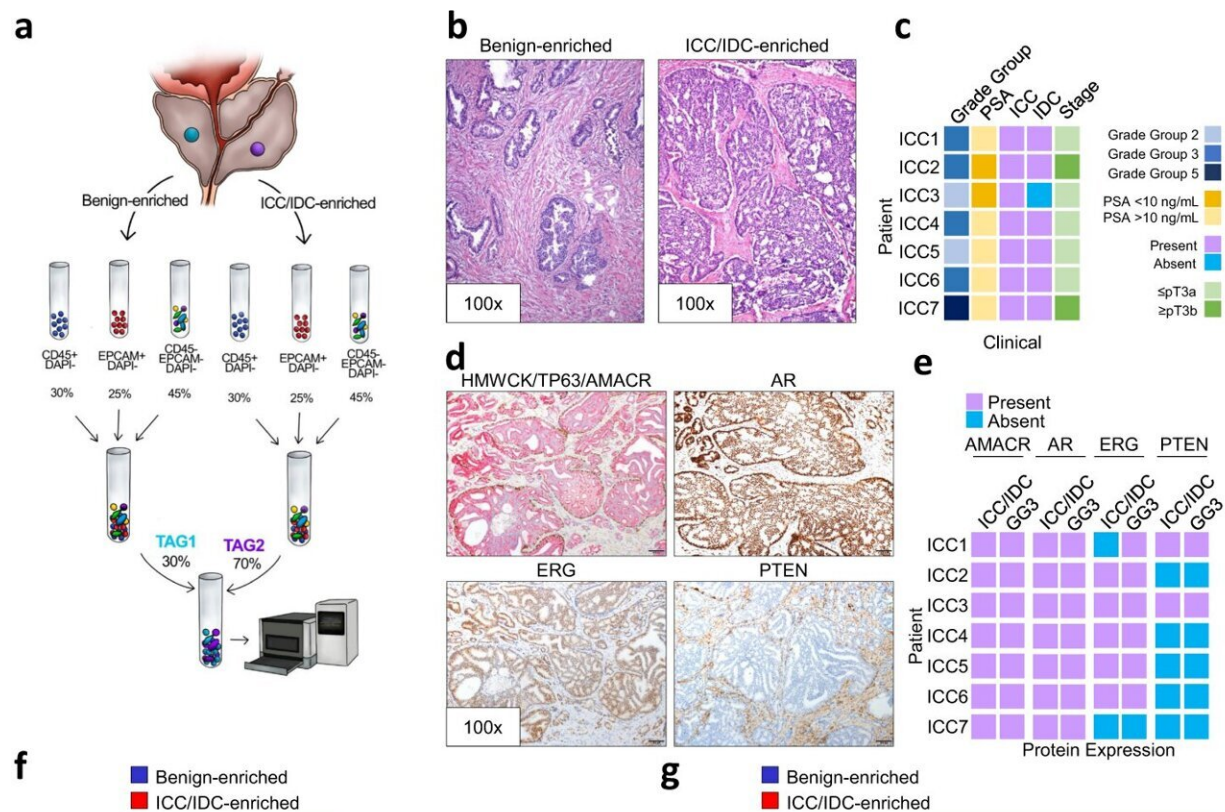 a
Benign-enriched
ICC/IDC-enriched
CD45+
DAPI-
EPCAM+
DAPI-
CD45-
EPCAM-
DAPI-
CD45+
DAPI-
EPCAM+
DAPI-
CD45-
EPCAM-
DAPI-
30%
25%
45%
30%
25%
45%
TAG1
30%
TAG2
70%
b
Benign-enriched
ICC/IDC-enriched
100x
100x
c
Grade Group
PSA
ICC
IDC
Stage
Patient
ICC1
ICC2
ICC3
ICC4
ICC5
ICC6
ICC7
Clinical
Grade Group 2
Grade Group 3
Grade Group 5
PSA <10 ng/mL
PSA >10 ng/mL
Present
Absent
≤pT3a
≥pT3b
d
HMWCK/TP63/AMACR
AR
ERG
PTEN
100x
e
Present
Absent
AMACR
AR
ERG
PTEN
ICC/IDC
GG3
ICC/IDC
GG3
ICC/IDC
GG3
ICC/IDC
GG3
Patient
ICC1
ICC2
ICC3
ICC4
ICC5
ICC6
ICC7
Protein Expression
f
Benign-enriched
ICC/IDC-enriched
g
Benign-enriched
ICC/IDC-enriched